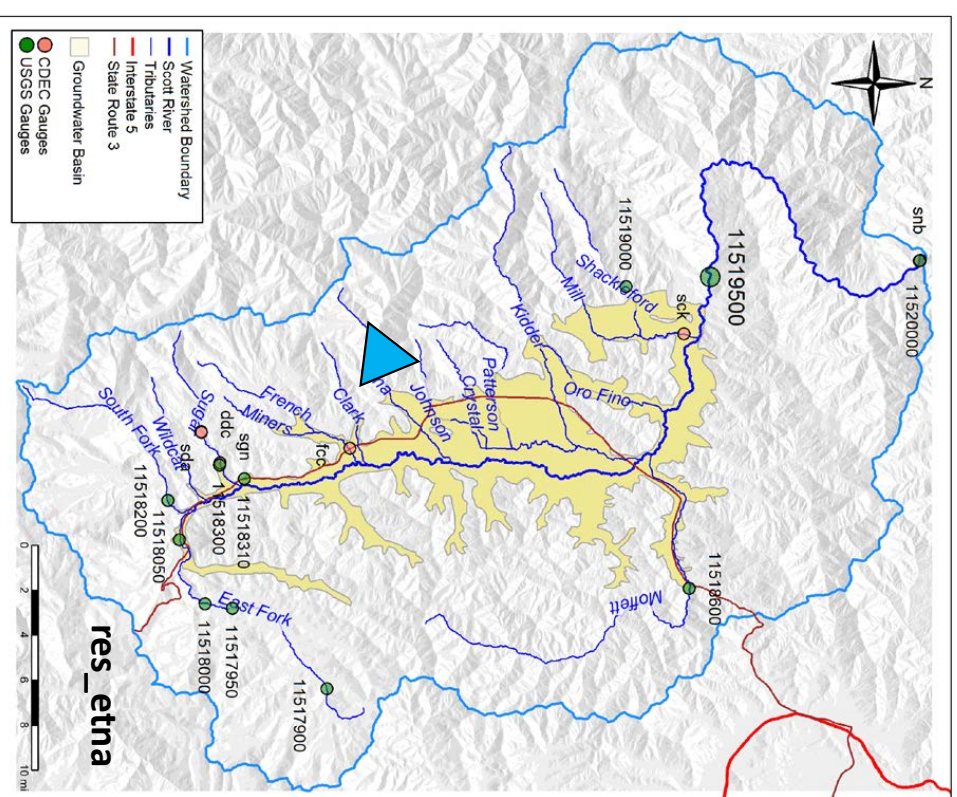 N
snb
11520000
11519500
11519000
Shackleford
Mill
sck
Kidder
Oro Fino
Patterson
Crystal
Johnson
na
Clark
French
Miners
fcc
Sugar
ddc
sgn
Wildcat
sda
South Fork
11518310
11518300
11518200
11518050
11518600
Moffett
East Fork
11518000
11517950
11517900
Watershed Boundary
Scott River
Tributaries
Interstate 5
State Route 3
Groundwater Basin
CDEC Gauges
USGS Gauges
0 2 4 6 8 10 mi
res_etna